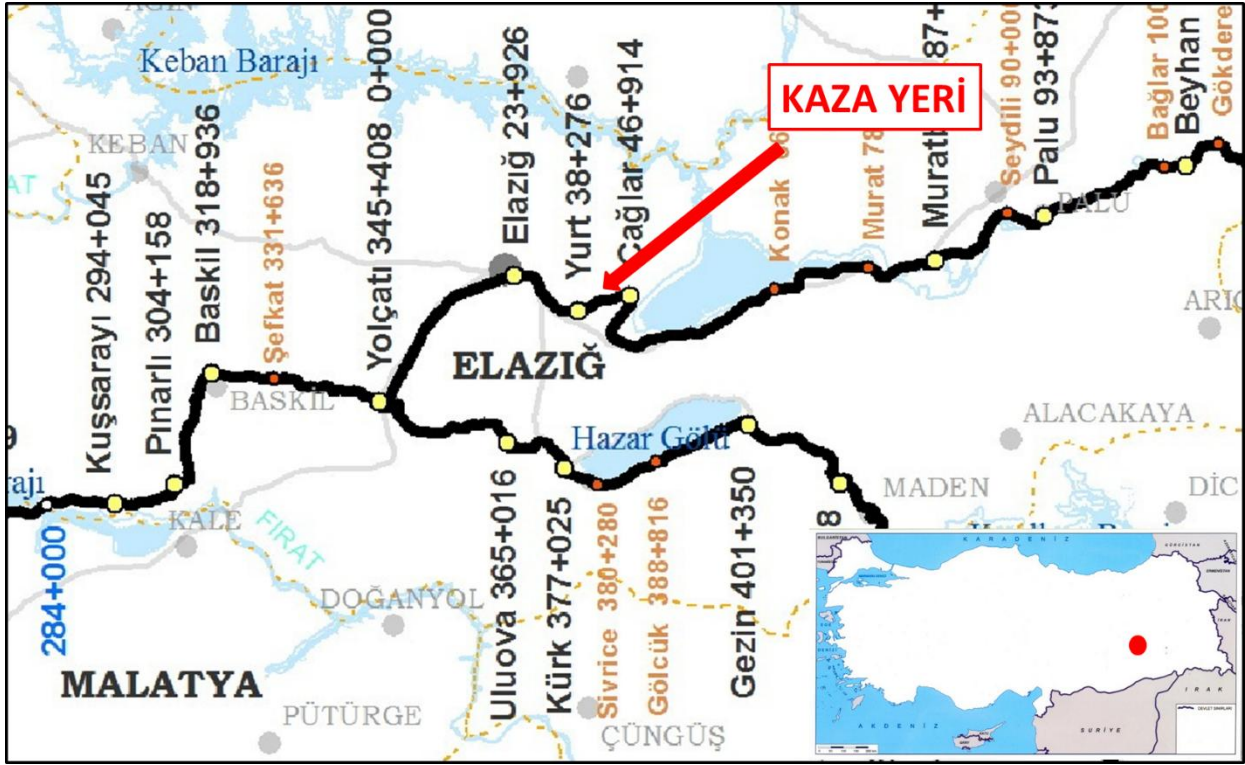 Keban Barajı
KAZA YERİ
KEBAN
Kuşsarayı 294+045
Pınarlı 304+158
Baskil 318+936
Şefkat 331+636
Yolçatı 345+408 0+000
Elazığ 23+926
Yurt 38+276
Çağlar 46+914
Konak
Murat 78
87+
Seydili 90+00
Palu 93+873
Bağlar 100
Beyhan
Gökdere
PALU
ELAZIĞ
BASKİL
Hazar Gölü
ALACAKAYA
MADEN
DİC
KALE
FIRAT
284+000
DOĞANYOL
MALATYA
PÜTÜRGE
Uluova 365+016
Kürk 377+025
Sivrice 380+280
Gölcük 388+816
Gezin 401+350
ÇÜNGÜŞ
KARADENİZ
AKDENİZ
SURİYE
IRAK